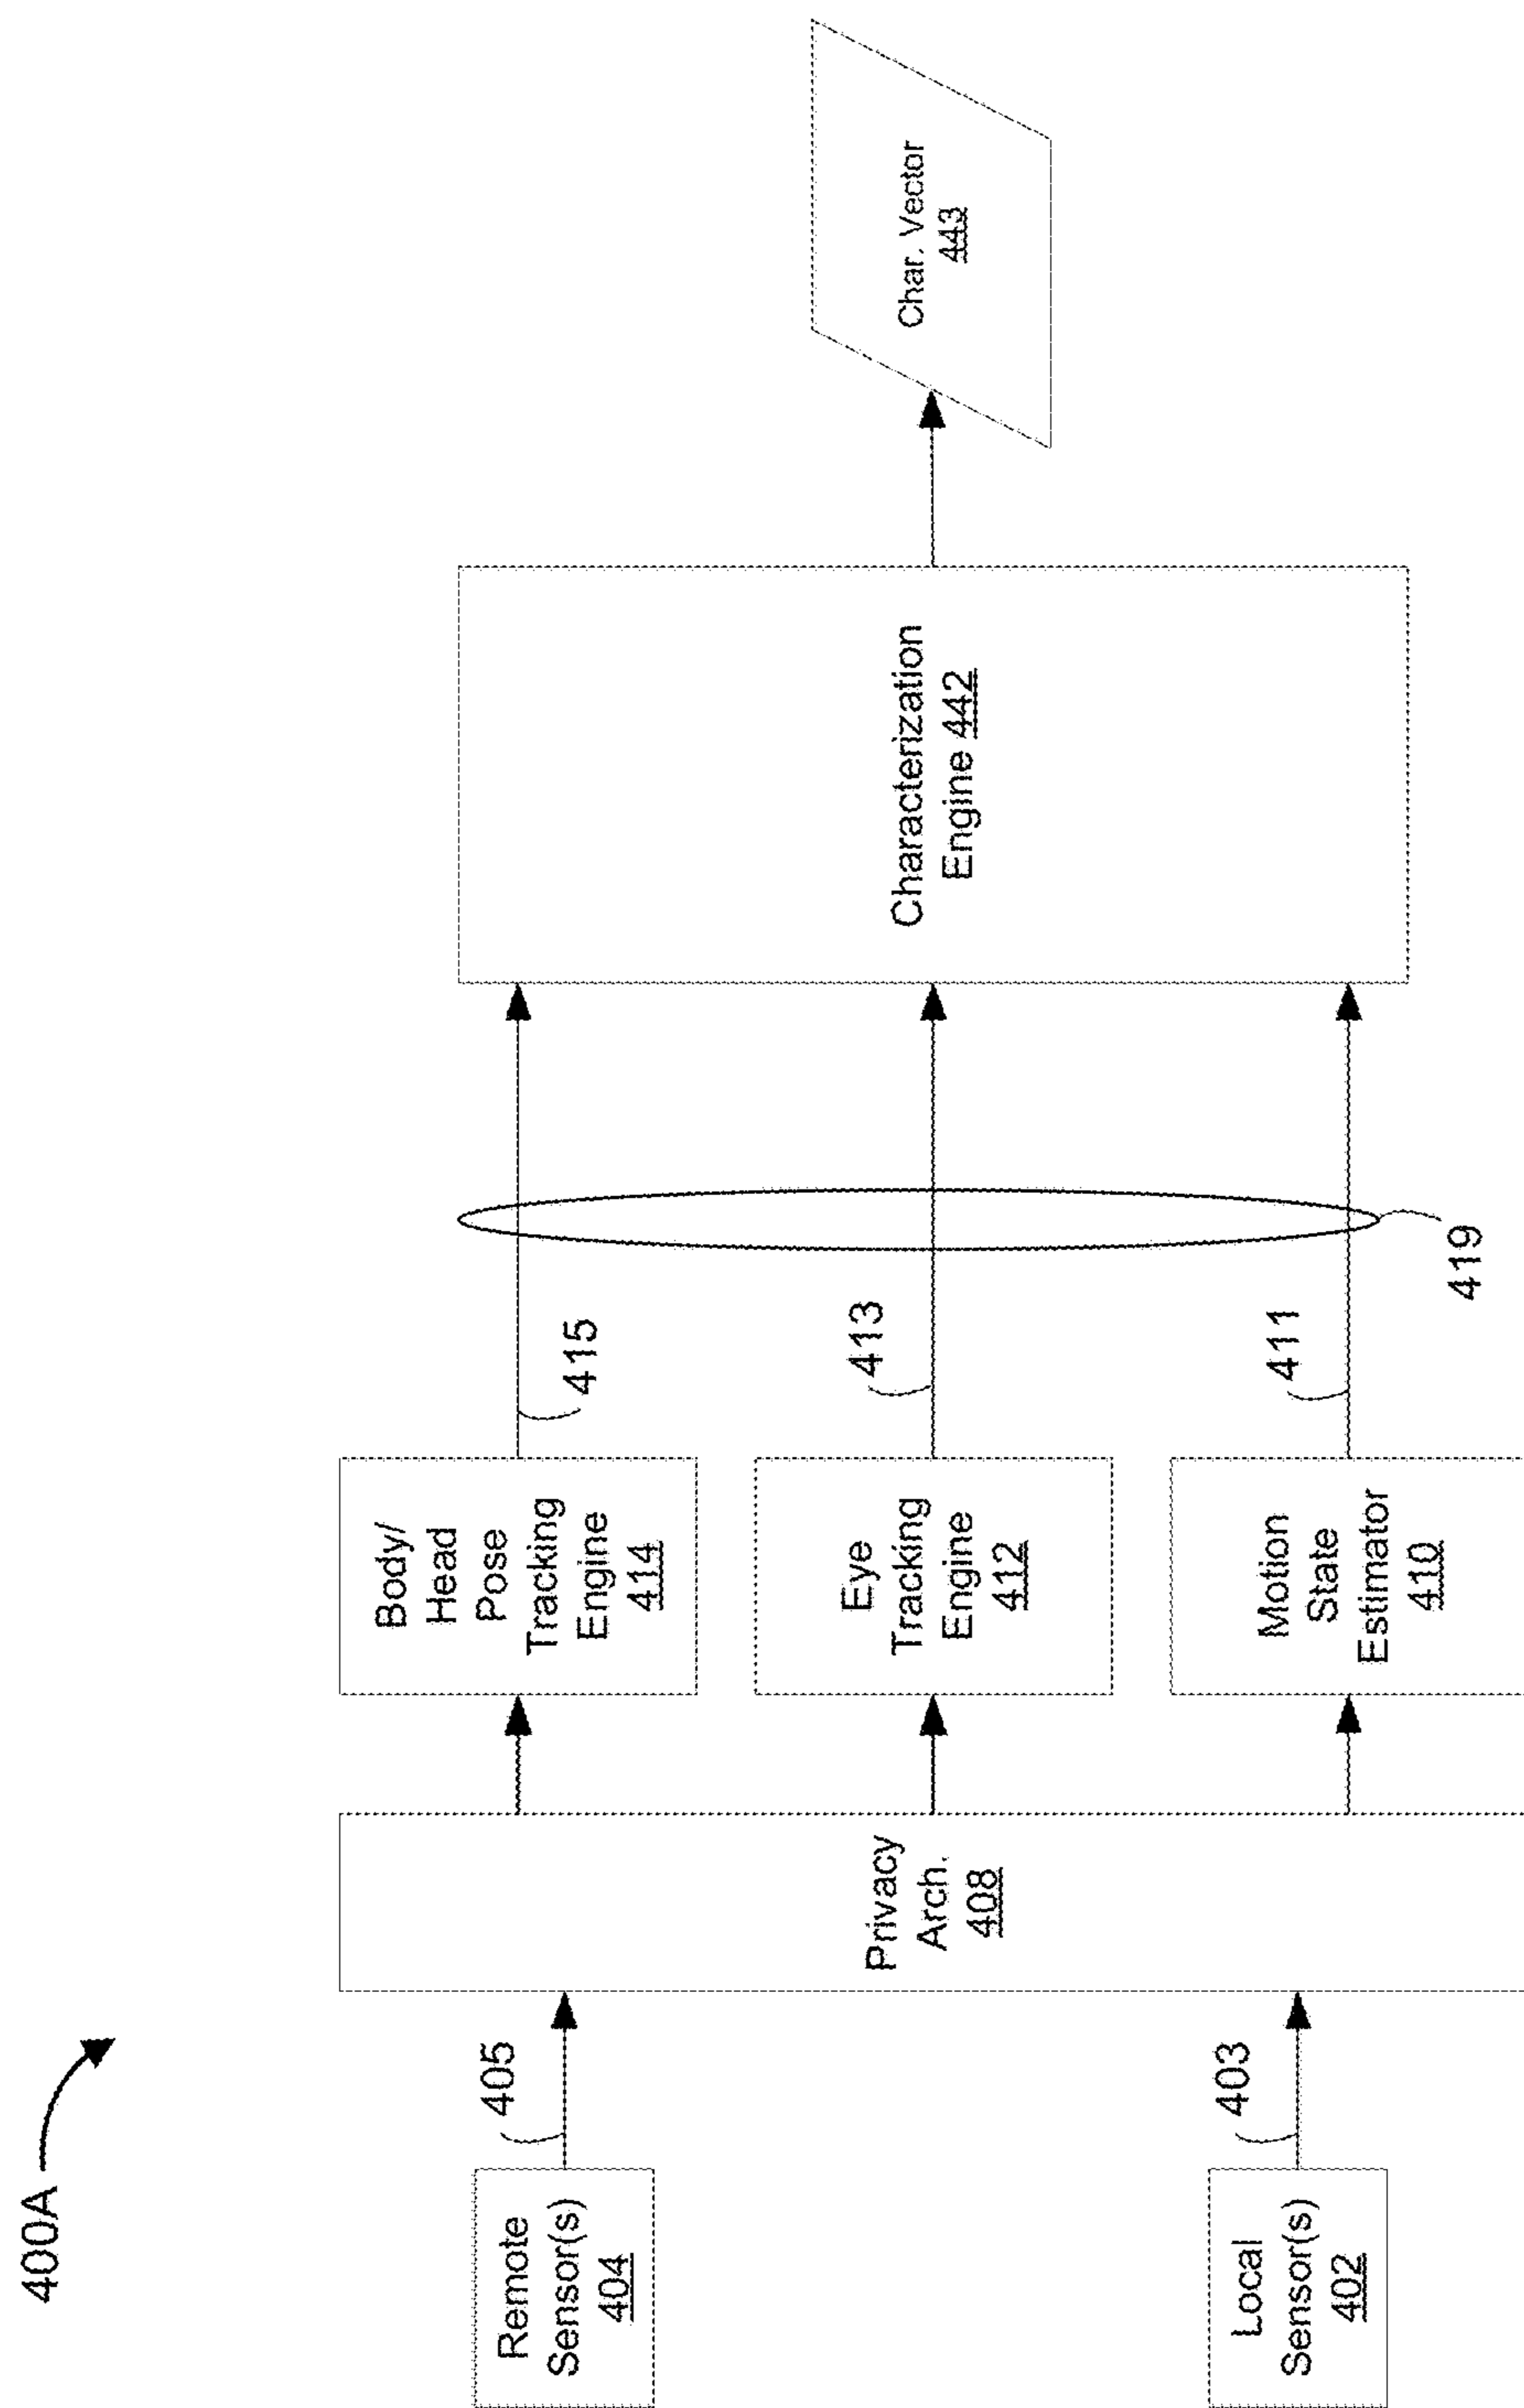 400A
Remote
Sensor(s)
404
405
Local
Sensor(s)
402
403
Privacy
Arch.
408
Body/
Head
Pose
Tracking
Engine
414
415
Eye
Tracking
Engine
412
413
Motion
State
Estimator
410
411
419
Characterization
Engine 442
Char. Vector
443